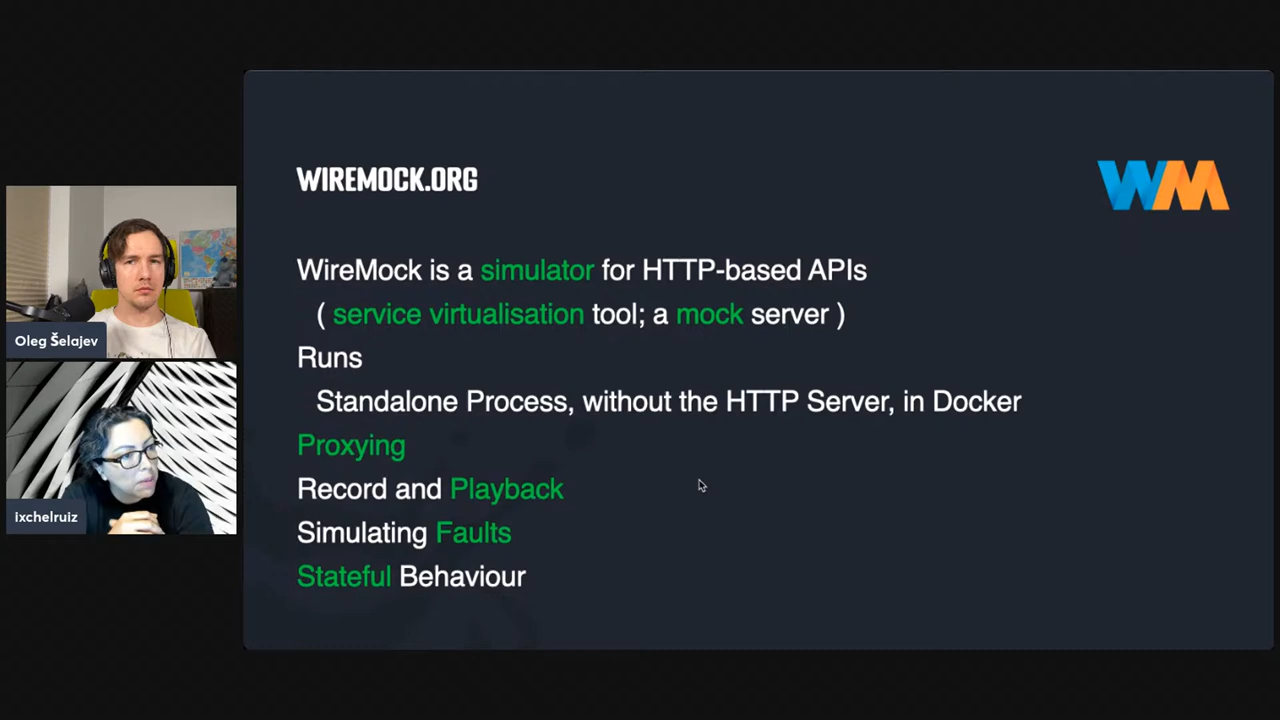 WIREMOCK.ORG
WM
WireMock is a simulator for HTTP-based APIs
( service virtualisation tool; a mock server )
Runs
Standalone Process, without the HTTP Server, in Docker
Proxying
Record and Playback
Simulating Faults
Stateful Behaviour
Oleg Šelajev
ixchelruiz